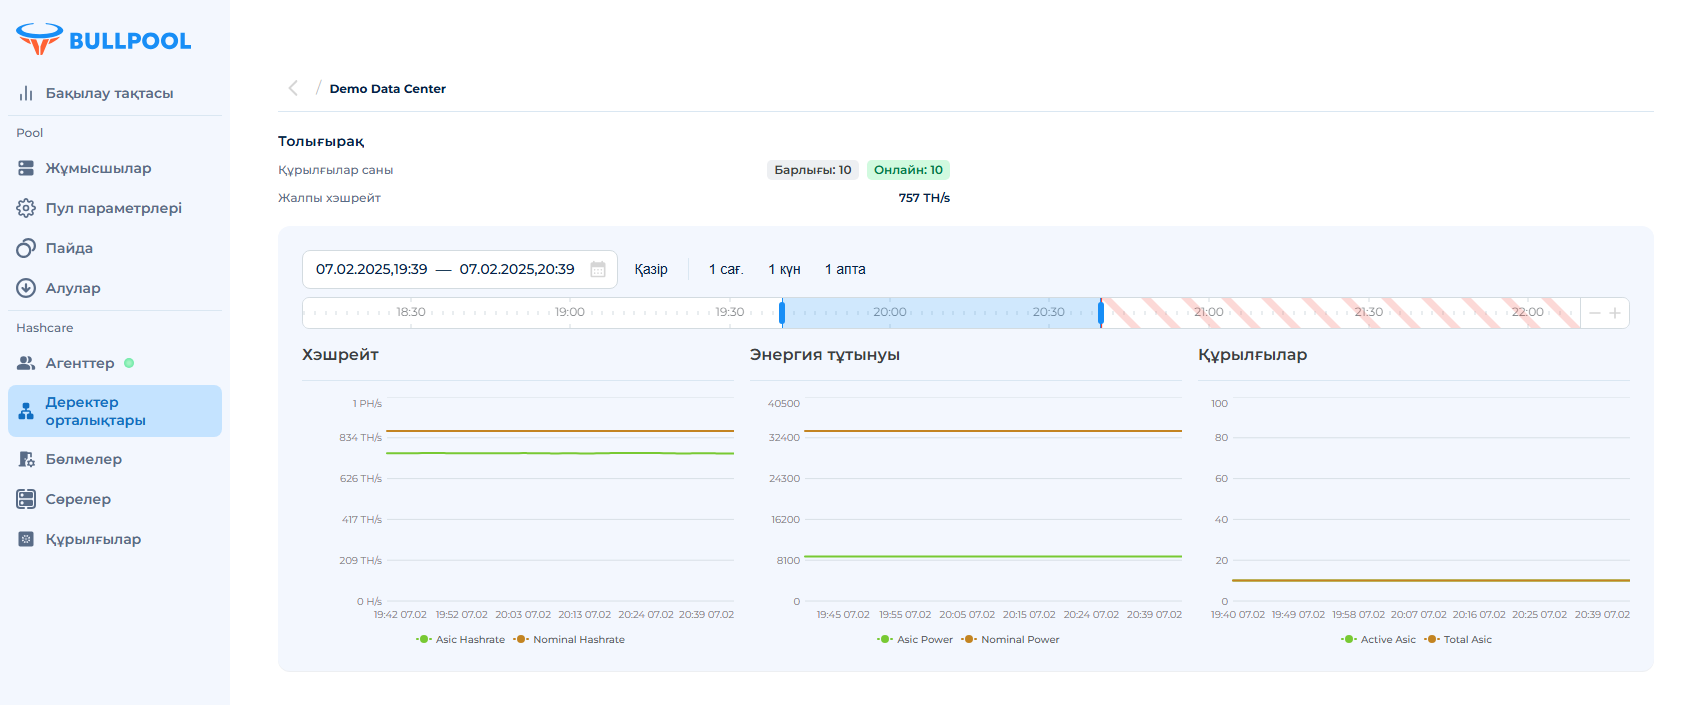 BULLPOOL
Бақылау тақтасы
Pool
Жұмысшылар
Пул параметрлері
Пайда
Алулар
Hashcare
Агенттер
Деректер
орталықтары
Бөлмелер
Сөрелер
Құрылғылар
/ Demo Data Center
Толығырақ
Құрылғылар саны Барлығы: 10 Онлайн: 10
Жалпы хэшрейт 757 TH/s
07.02.2025,19:39 — 07.02.2025,20:39 Қазір 1 сағ. 1 күн 1 апта
18:30 19:00 19:30 20:00 20:30 21:00 21:30 22:00
Хэшрейт
1 PH/s
834 TH/s
626 TH/s
417 TH/s
209 TH/s
0 H/s
19:42 07.02 19:52 07.02 20:03 07.02 20:13 07.02 20:24 07.02 20:39 07.02
Asic Hashrate Nominal Hashrate
Энергия тұтынуы
40500
32400
24300
16200
8100
0
19:45 07.02 19:55 07.02 20:05 07.02 20:15 07.02 20:24 07.02 20:39 07.02
Asic Power Nominal Power
Құрылғылар
100
80
60
40
20
0
19:40 07.02 19:49 07.02 19:58 07.02 20:07 07.02 20:16 07.02 20:25 07.02 20:39 07.02
Active Asic Total Asic